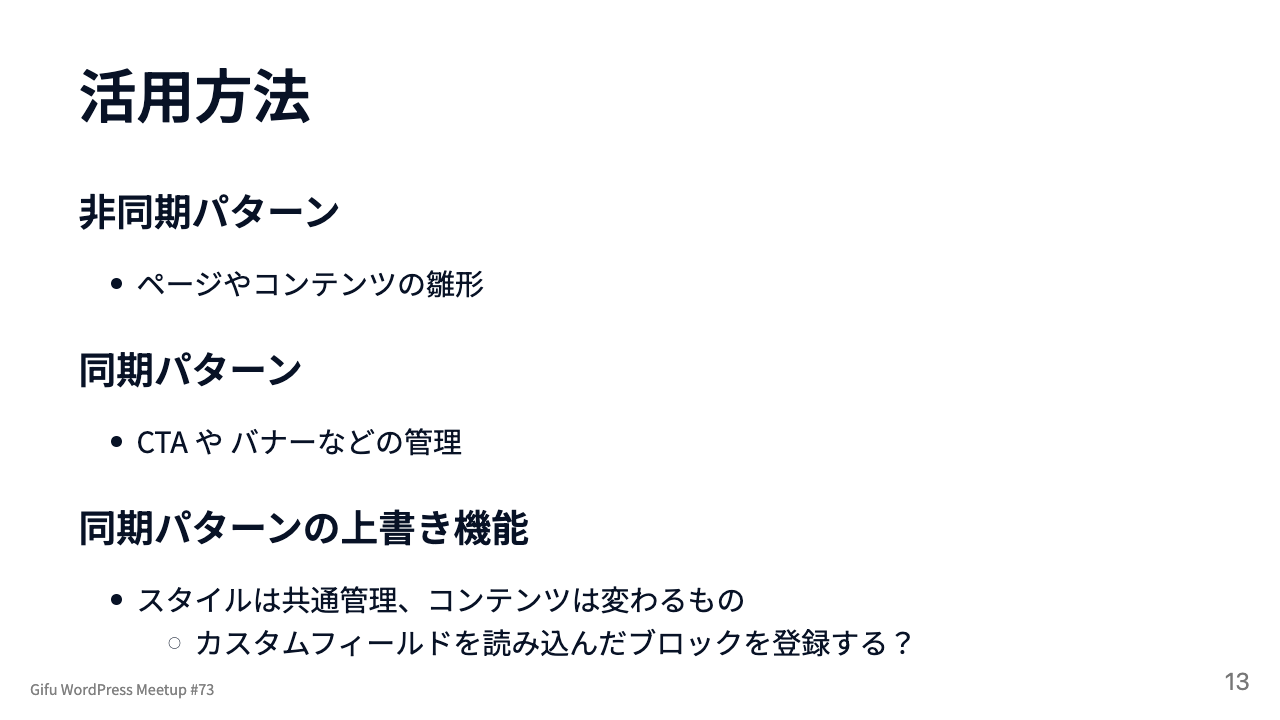 活用方法
非同期パターン
ページやコンテンツの雛形
同期パターン
CTA や バナーなどの管理
同期パターンの上書き機能
スタイルは共通管理、コンテンツは変わるもの
カスタムフィールドを読み込んだブロックを登録する？
Gifu WordPress Meetup #73
13